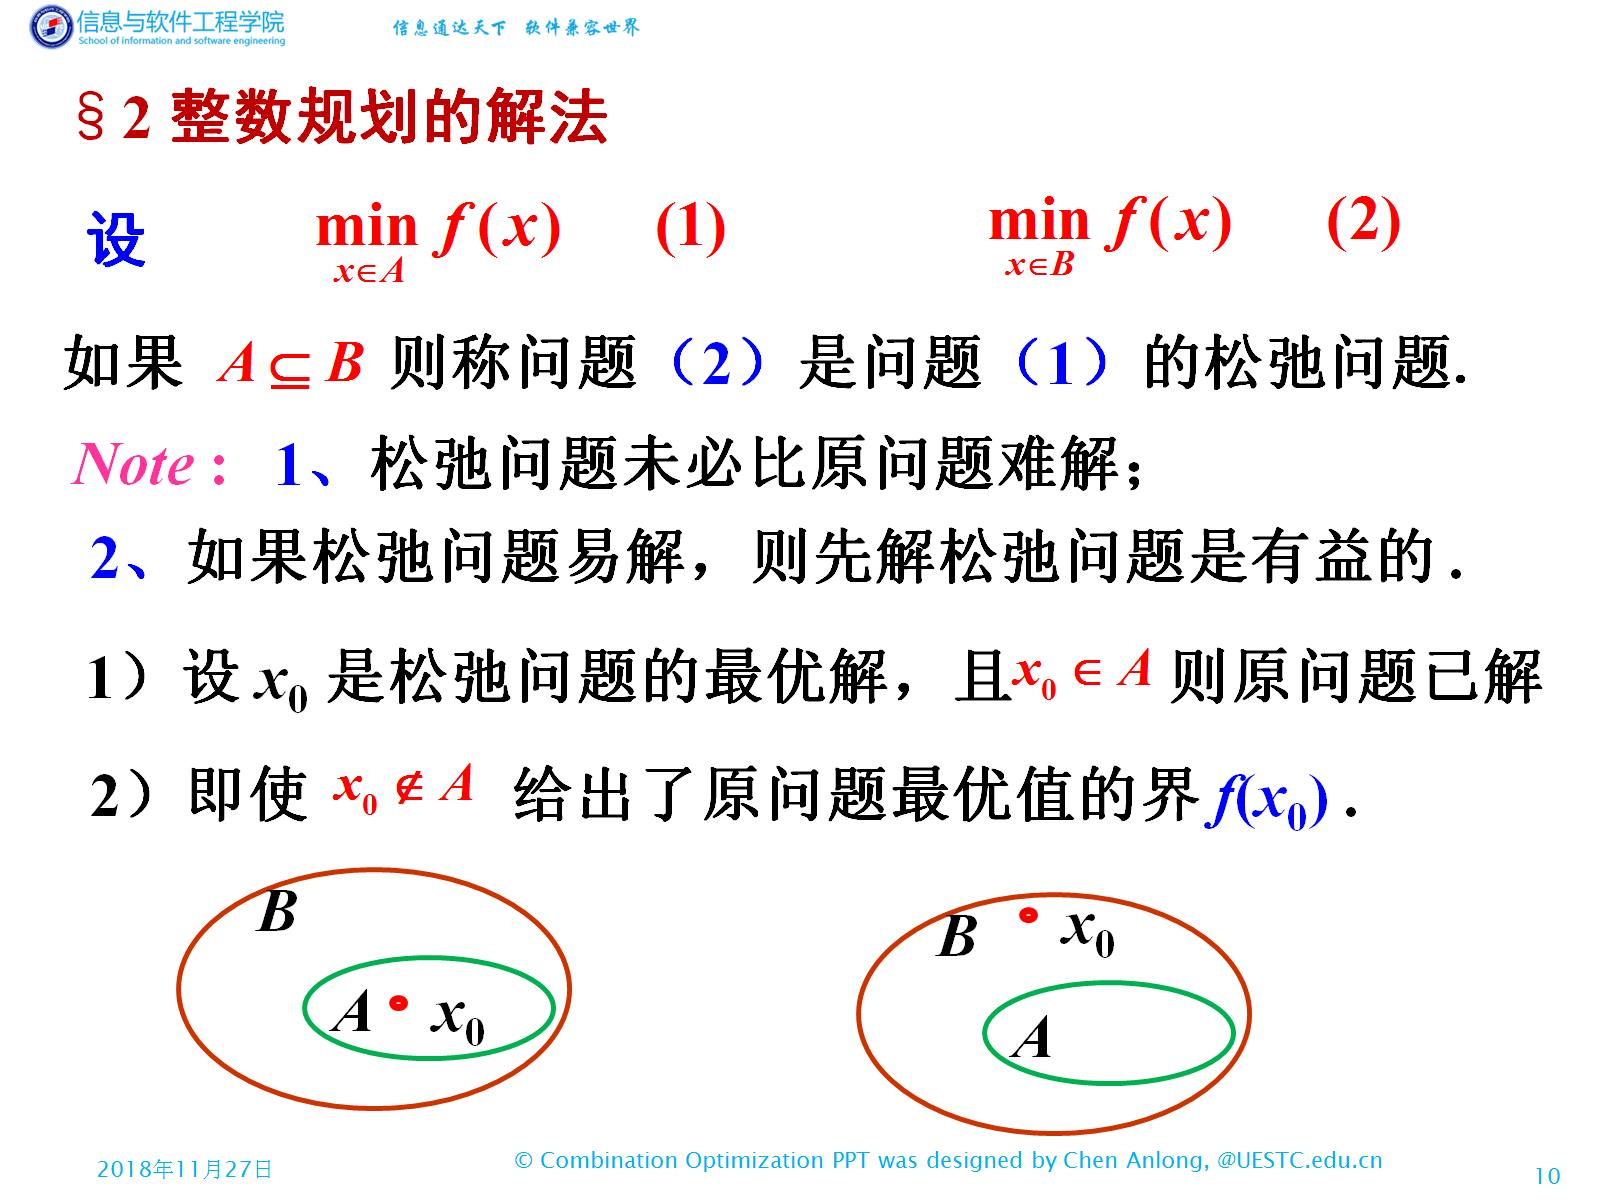 信息与软件工程学院
School of information and software engineering
信息通达天下 软件兼容世界
§2 整数规划的解法
设 min f(x) (1) min f(x) (2)
x∈A x∈B
如果 A⊆B 则称问题（2）是问题（1）的松弛问题.
Note： 1、松弛问题未必比原问题难解；
2、如果松弛问题易解，则先解松弛问题是有益的.
1）设 x₀ 是松弛问题的最优解，且 x₀∈A 则原问题已解
2）即使 x₀∉A 给出了原问题最优值的界 f(x₀) .
B
A x₀
B x₀
A
2018年11月27日
© Combination Optimization PPT was designed by Chen Anlong, @UESTC.edu.cn
10